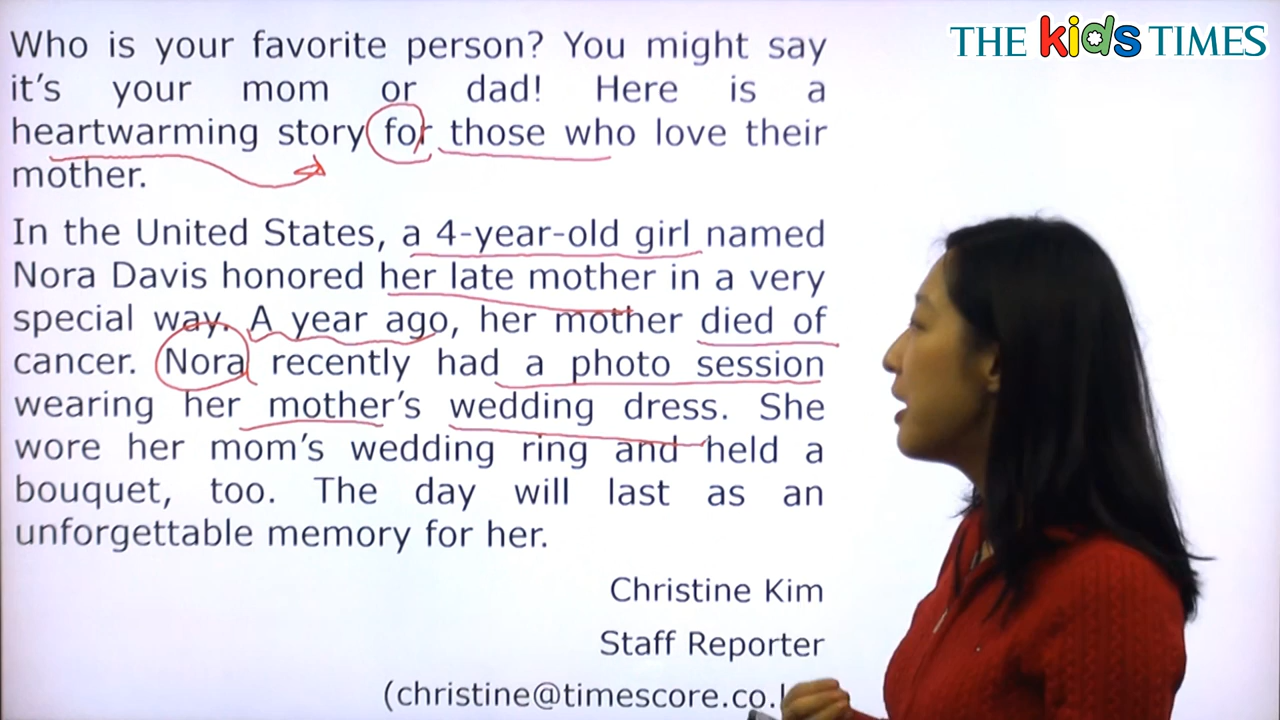 THE kids TIMES
Who is your favorite person? You might say
it's your mom or dad! Here is a
heartwarming story for those who love their
mother.
In the United States, a 4-year-old girl named
Nora Davis honored her late mother in a very
special way. A year ago, her mother died of
cancer. Nora recently had a photo session
wearing her mother's wedding dress. She
wore her mom's wedding ring and held a
bouquet, too. The day will last as an
unforgettable memory for her.
Christine Kim
Staff Reporter
(christine@timescore.co.